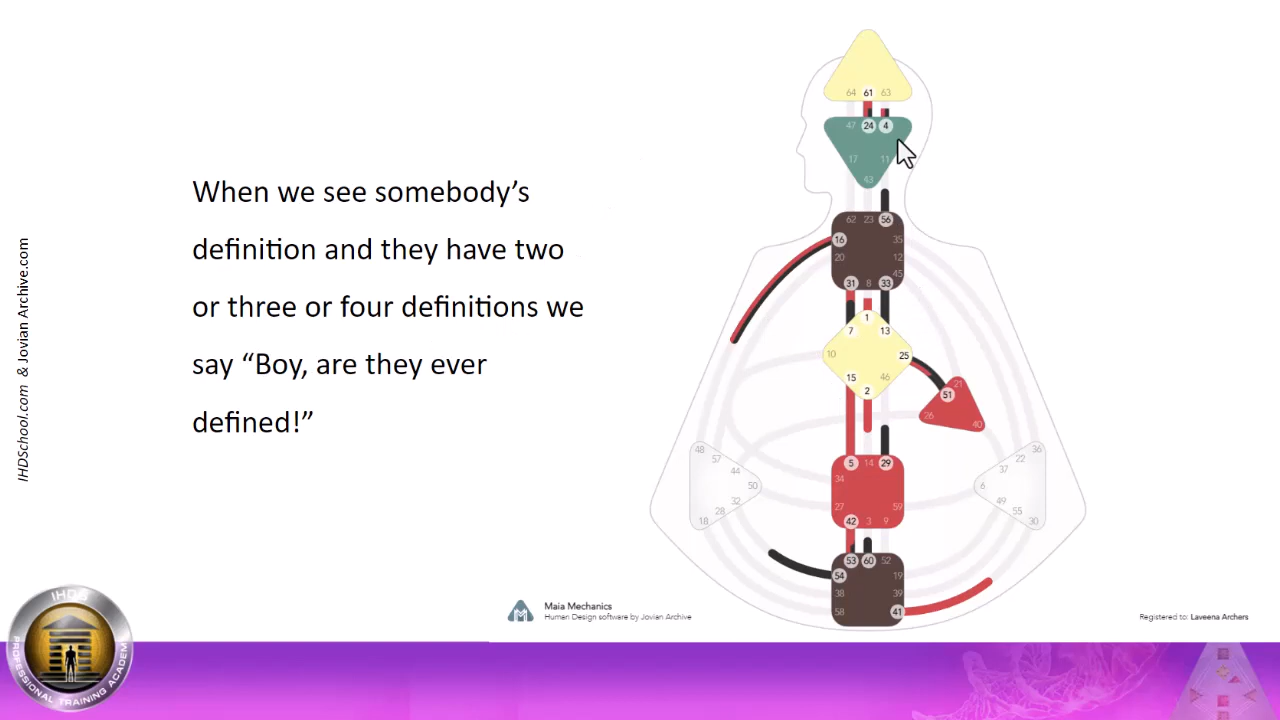 IHDSchool.com & Jovian Archive.com
When we see somebody’s
definition and they have two
or three or four definitions we
say “Boy, are they ever
defined!”
64 61 63
47 24 4
17 11
43
62 23 56
16 35
20 12
45
31 8 33
1
7 13
10 25
15 46
2
21
51
26
40
48
57
44
50
32
28
18
5 14 29
34
27 59
42 3 9
36
22
37
6
49
55
30
53 60 52
54 19
38 39
58 41
Maia Mechanics
Human Design software by Jovian Archive
Registered to: Laveena Archers
IHDS
PROFESSIONAL TRAINING ACADEMY